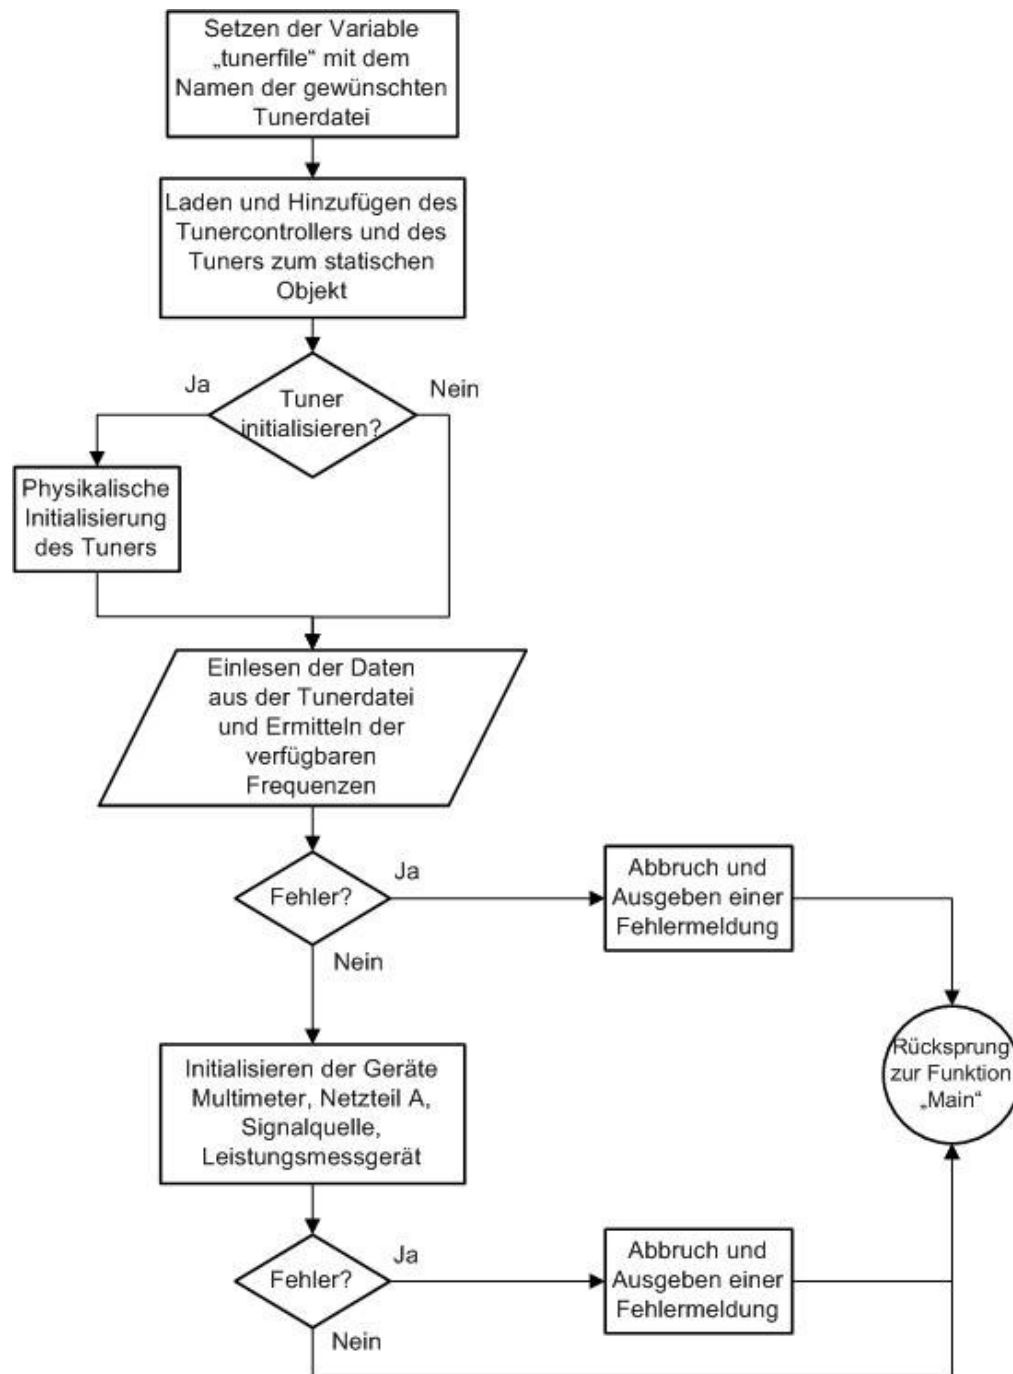 Setzen der Variable
„tunerfile“ mit dem
Namen der gewünschten
Tunerdatei
Laden und Hinzufügen des
Tunercontrollers und des
Tuners zum statischen
Objekt
Ja
Nein
Tuner
initialisieren?
Physikalische
Initialisierung
des Tuners
Einlesen der Daten
aus der Tunerdatei
und Ermitteln der
verfügbaren
Frequenzen
Fehler?
Ja
Nein
Abbruch und
Ausgeben einer
Fehlermeldung
Rücksprung
zur Funktion
„Main“
Initialisieren der Geräte
Multimeter, Netzteil A,
Signalquelle,
Leistungsmessgerät
Fehler?
Ja
Nein
Abbruch und
Ausgeben einer
Fehlermeldung